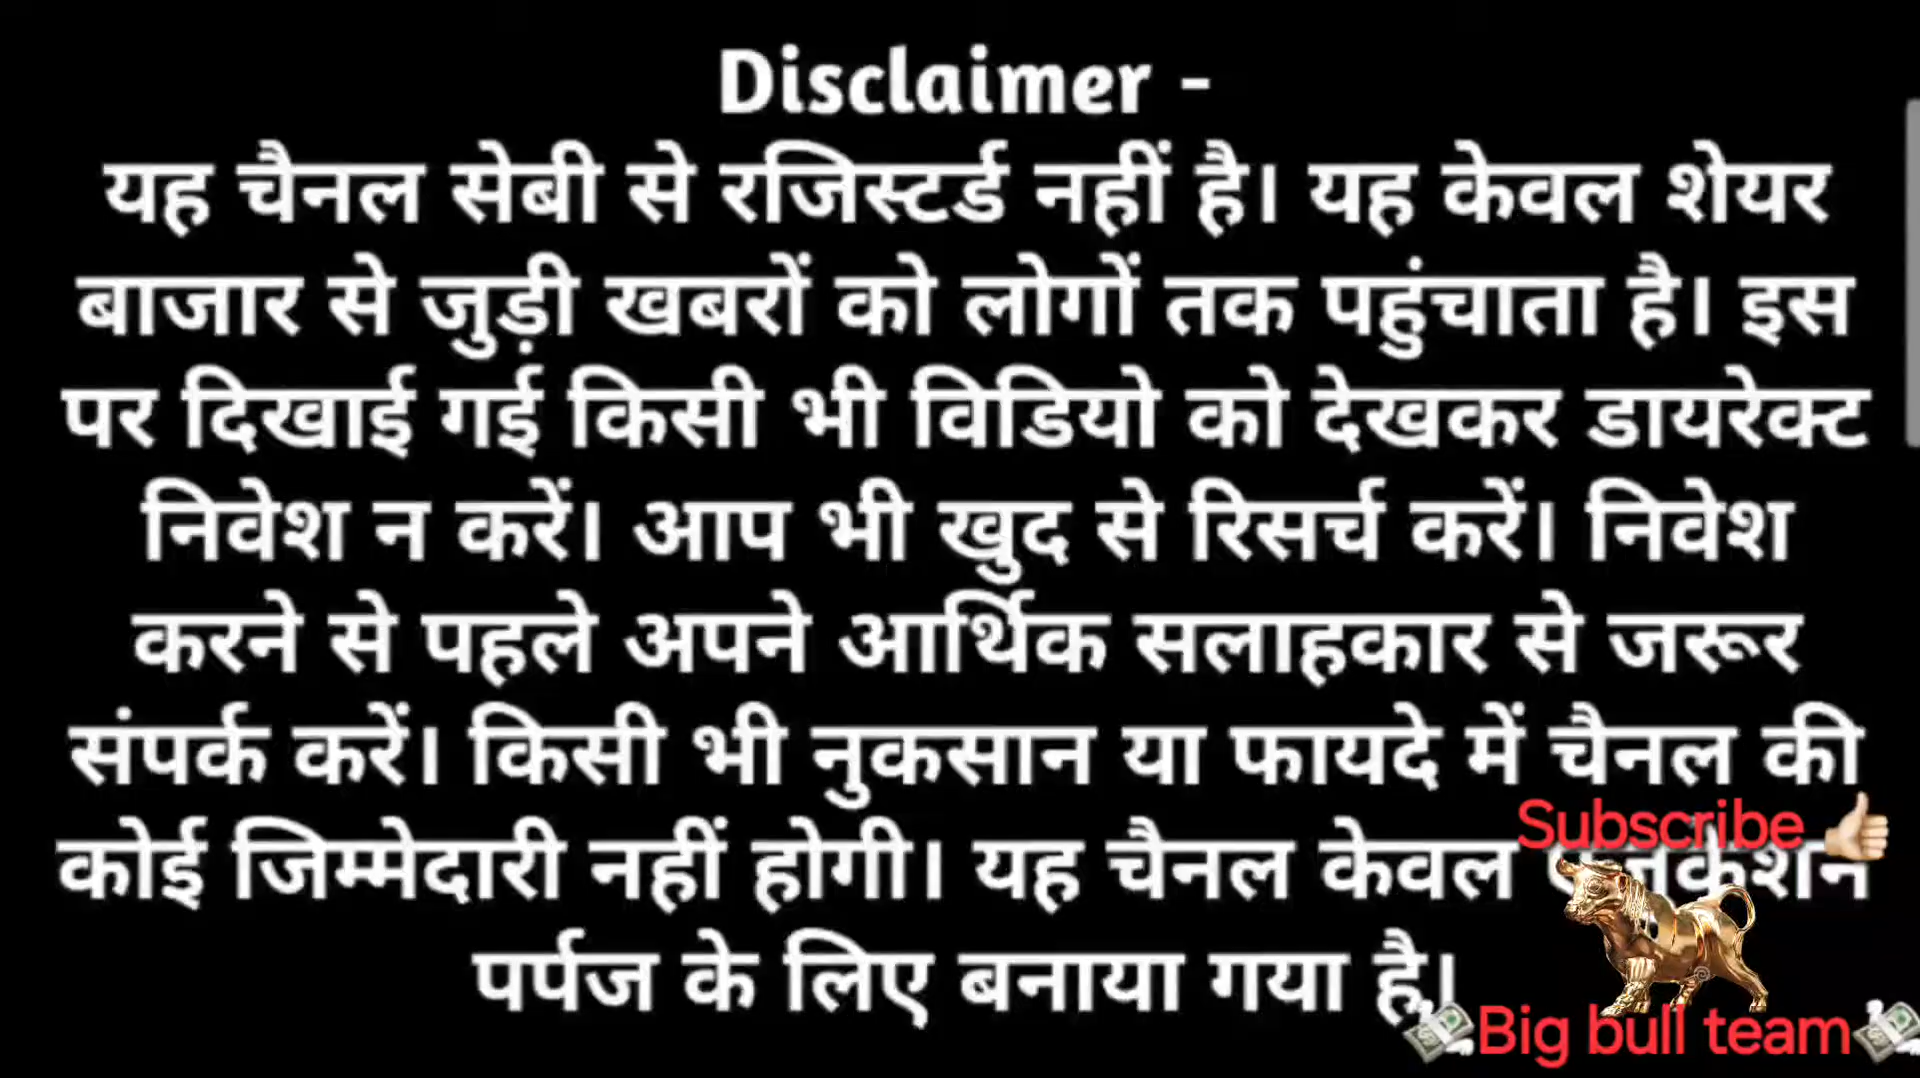 Disclaimer -
यह चैनल सेबी से रजिस्टर्ड नहीं है। यह केवल शेयर
बाजार से जुड़ी खबरों को लोगों तक पहुंचाता है। इस
पर दिखाई गई किसी भी विडियो को देखकर डायरेक्ट
निवेश न करें। आप भी खुद से रिसर्च करें। निवेश
करने से पहले अपने आर्थिक सलाहकार से जरूर
संपर्क करें। किसी भी नुकसान या फायदे में चैनल की
कोई जिम्मेदारी नहीं होगी। यह चैनल केवल
पर्पज के लिए बनाया गया है।
Subscribe
Big bull team